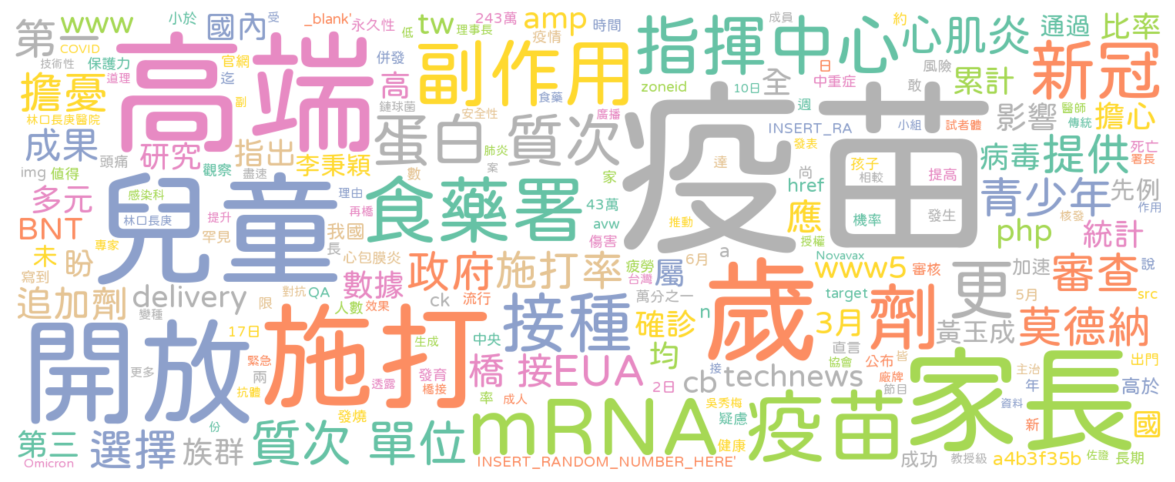 第一
www
小於
國內
受
_blank'
永久性
低
tw
理事長
243萬
amp
時間
成員
約
通過
比率
COVID
技術性
道理
保護力
官網
迄
併發
疫情
指揮中心
心肌炎
新冠
高端
副作用
擔憂
副
高
食藥
zoneid
10日
全
日
中重症
敢
風險
累計
林口長庚醫院
鏈球菌
安全性
廣播
週
小組
試者體
醫師
傳統
影響
擔心
成果
研究
頭痛
指出
李秉穎
蛋白質次
肺炎
案
INSERT_RA
發表
疫苗
病毒
提供
死亡
署長
img
值得
觀察
盡速
數
家
達
尚
孩子
相較
提高
感染科
理由
兒童
食藥署
43萬
href
青少年
先例
多元
林口長庚
提升
再橋
avw
推動
應
機率
發生
核發
作用
BNT
罕見
我國
傷害
授權
php
統計
未
盼
專家
長
心包膜炎
政府
施打率
疲勞
台灣
6月
a
屬
Novavax
www5
審核
更
加速
審查
說
寫到
追加劑
delivery
變種
限
對抗
QA
數據
人數
效果
ck
流行
萬分之一
target
5月
src
開放
17日
施打
生成
中央
接種
確診
n
歲
3月
劑
黃玉成
莫德納
更多
緊急
兩
抗體
透露
發育
橋接
率
成人
橋接EUA
均
2日
cb
接
technews
直言
協會
公布
皆
廠牌
節目
主治
年
出門
高於
家長
第三
Omicron
選擇
族群
份
發燒
質次
單位
mRNA
吳秀梅
疑慮
健康
疫苗
資料
新
國
INSERT_RANDOM_NUMBER_HERE'
成功
教授級
a4b3f35b
佐證
長期